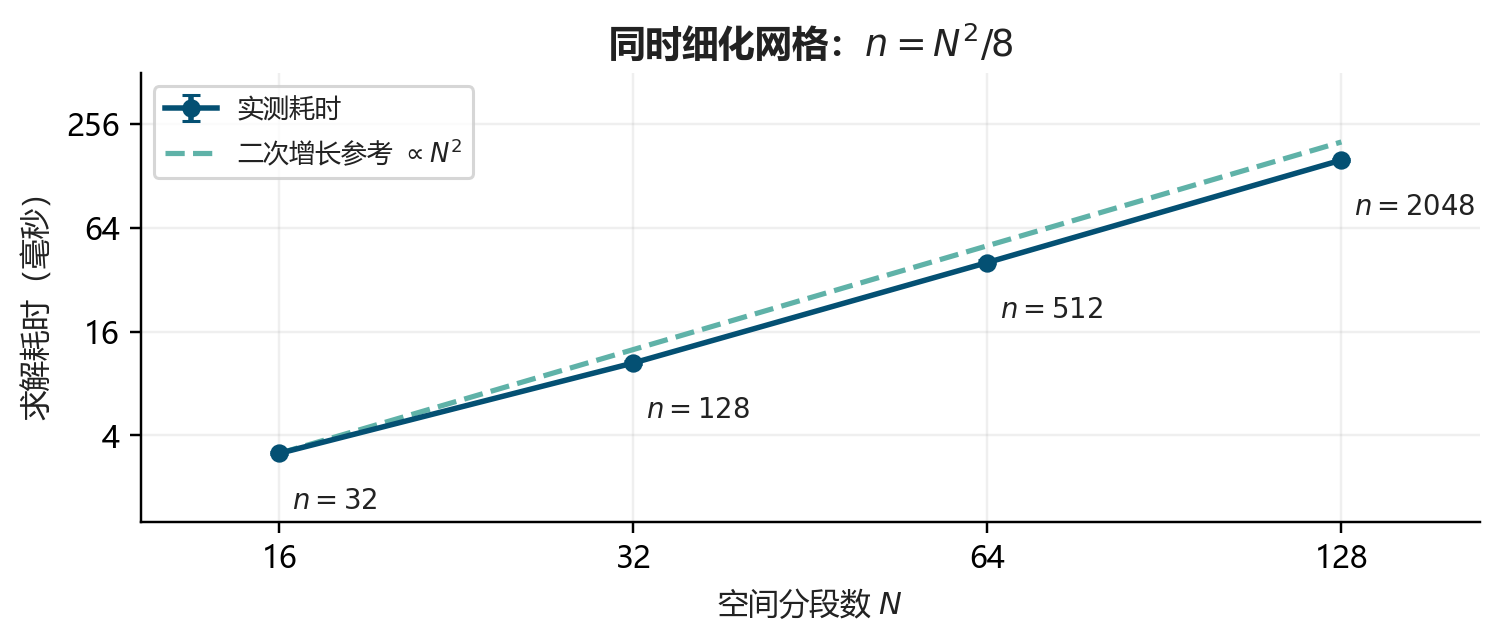 同时细化网格：n = N²/8
实测耗时
二次增长参考 ∝ N²
求解耗时（毫秒）
256
64
16
4
n = 32
n = 128
n = 512
n = 2048
16
32
64
128
空间分段数 N